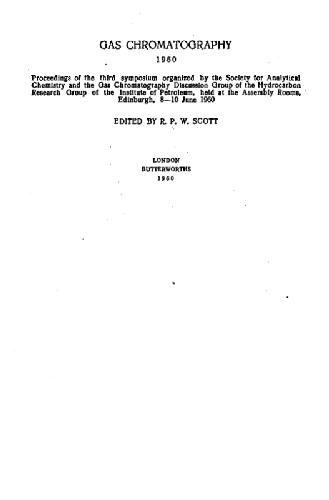 GAS CHROMATOGRAPHY
1960
Proceedings of the third symposium organized by the Society for Analytical
Chemistry and the Gas Chromatography Discussion Group of the Hydrocarbon
Research Group of the Institute of Petroleum, held at the Assembly Rooms,
Edinburgh, 8—10 June 1960
EDITED BY R. P. W. SCOTT
LONDON
BUTTERWORTHS
1960